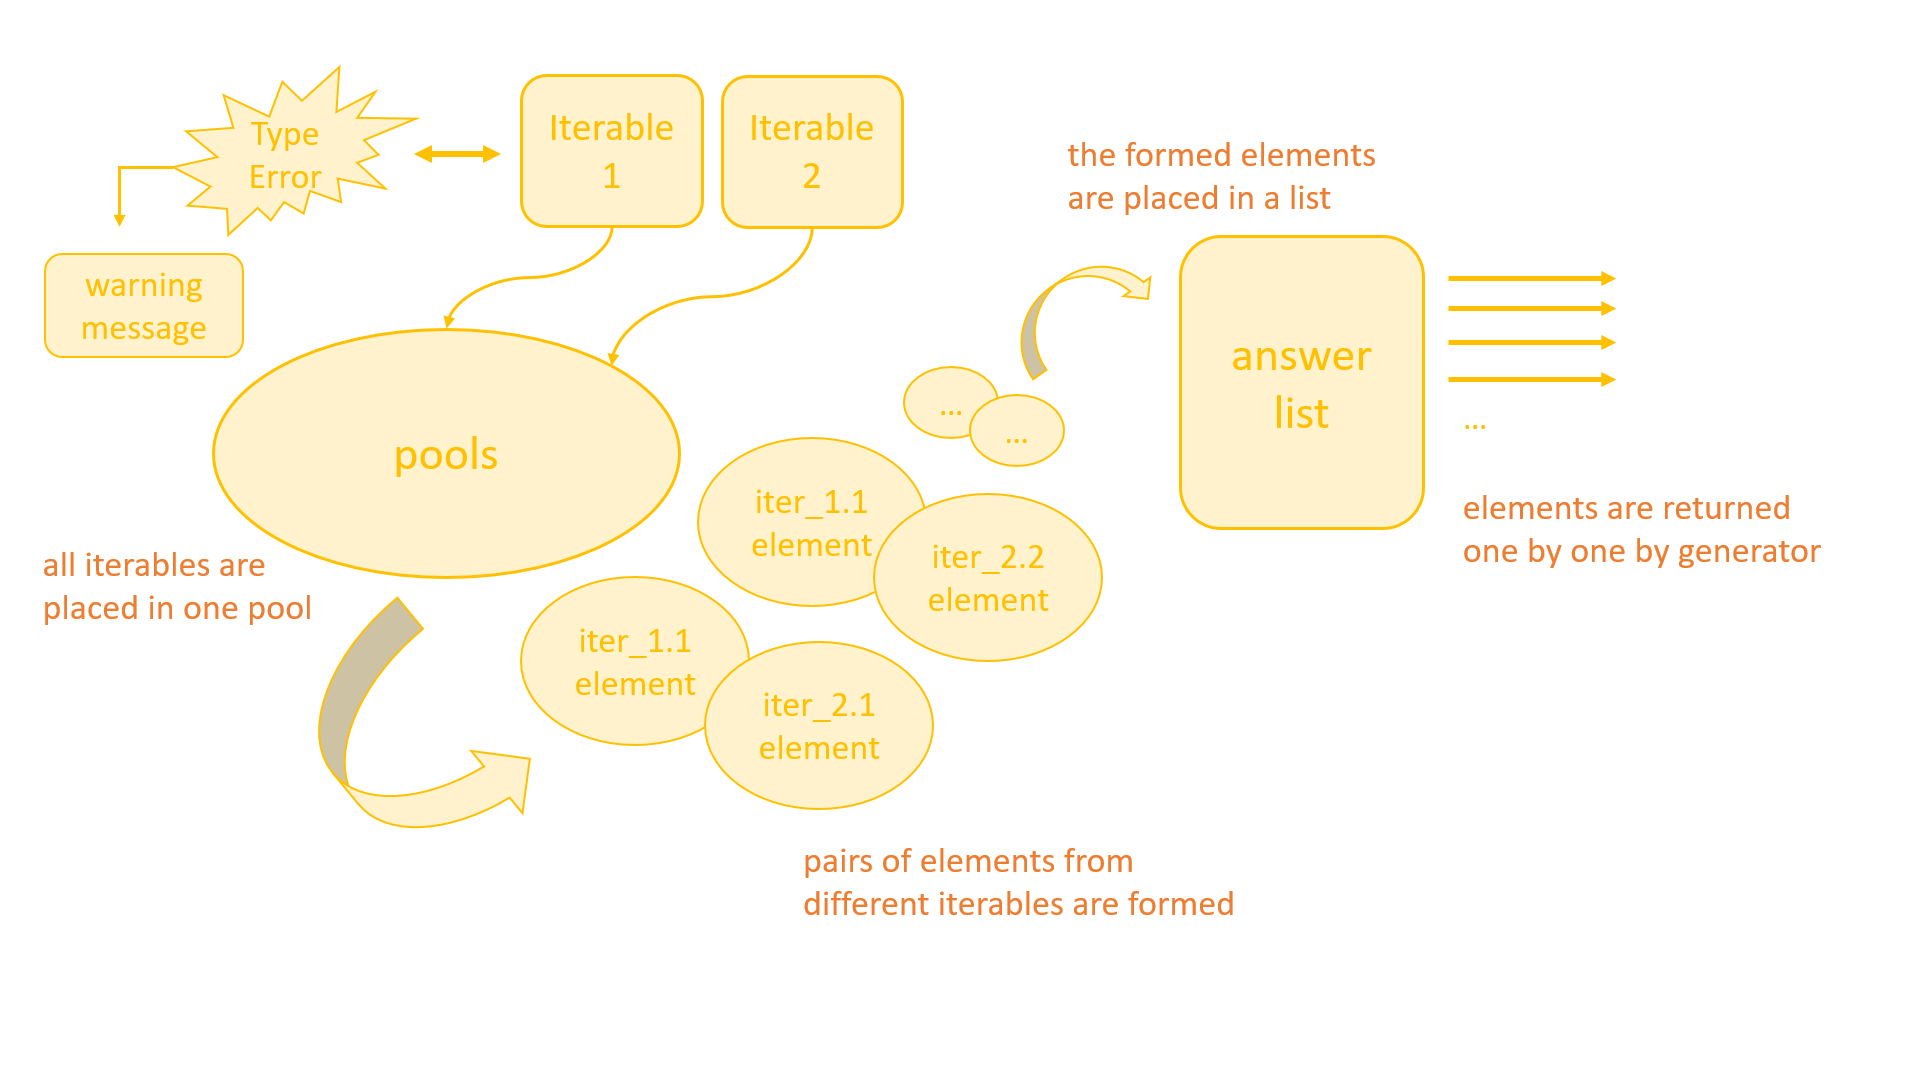 Type
Error
Iterable
1
Iterable
2
warning
message
pools
all iterables are
placed in one pool
iter_1.1
element
iter_2.1
element
iter_1.1
element
iter_2.2
element
...
...
pairs of elements from
different iterables are formed
the formed elements
are placed in a list
answer
list
...
elements are returned
one by one by generator